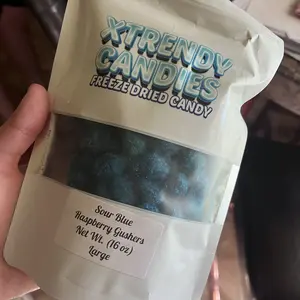 XTRENDY
CANDIES
FREEZE DRIED CANDY
Sour Blue
Raspberry Gushers
Net Wt. (16 oz)
Large